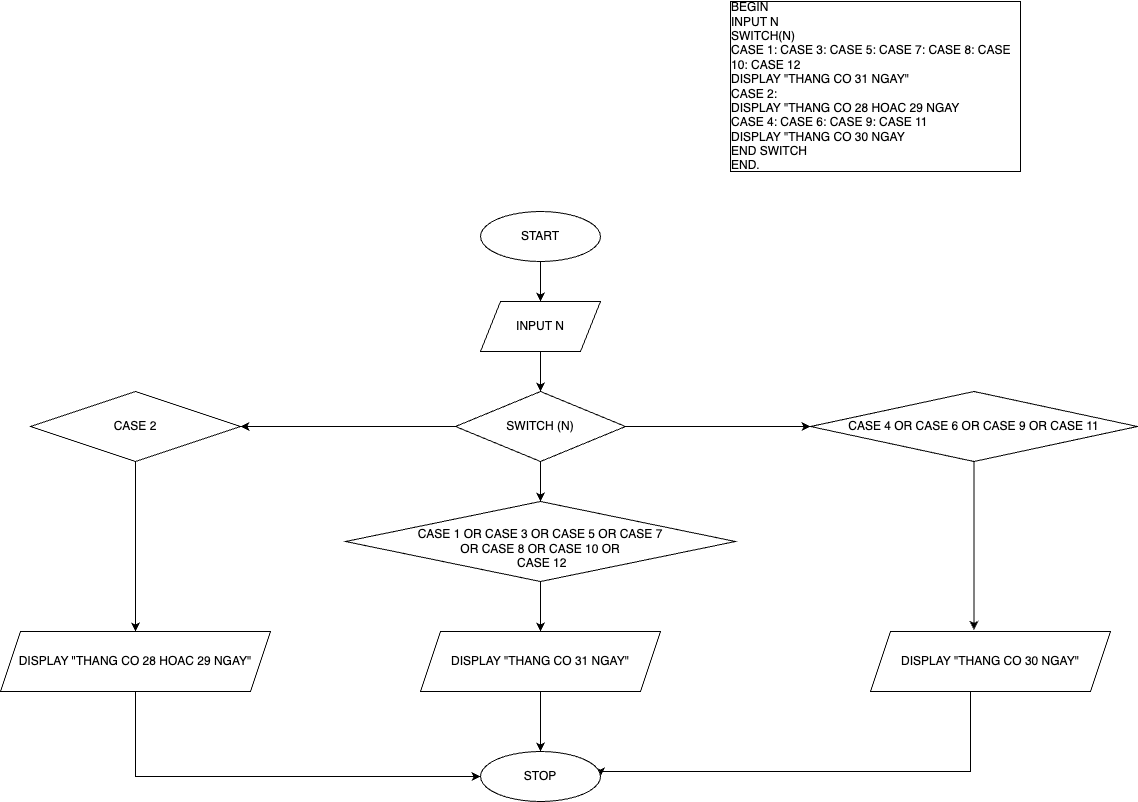 BEGIN
INPUT N
SWITCH(N)
CASE 1: CASE 3: CASE 5: CASE 7: CASE 8: CASE
10: CASE 12
DISPLAY "THANG CO 31 NGAY"
CASE 2:
DISPLAY "THANG CO 28 HOAC 29 NGAY
CASE 4: CASE 6: CASE 9: CASE 11
DISPLAY "THANG CO 30 NGAY
END SWITCH
END.
START
INPUT N
CASE 2
SWITCH (N)
CASE 4 OR CASE 6 OR CASE 9 OR CASE 11
CASE 1 OR CASE 3 OR CASE 5 OR CASE 7
OR CASE 8 OR CASE 10 OR
CASE 12
DISPLAY "THANG CO 28 HOAC 29 NGAY"
DISPLAY "THANG CO 31 NGAY"
DISPLAY "THANG CO 30 NGAY"
STOP